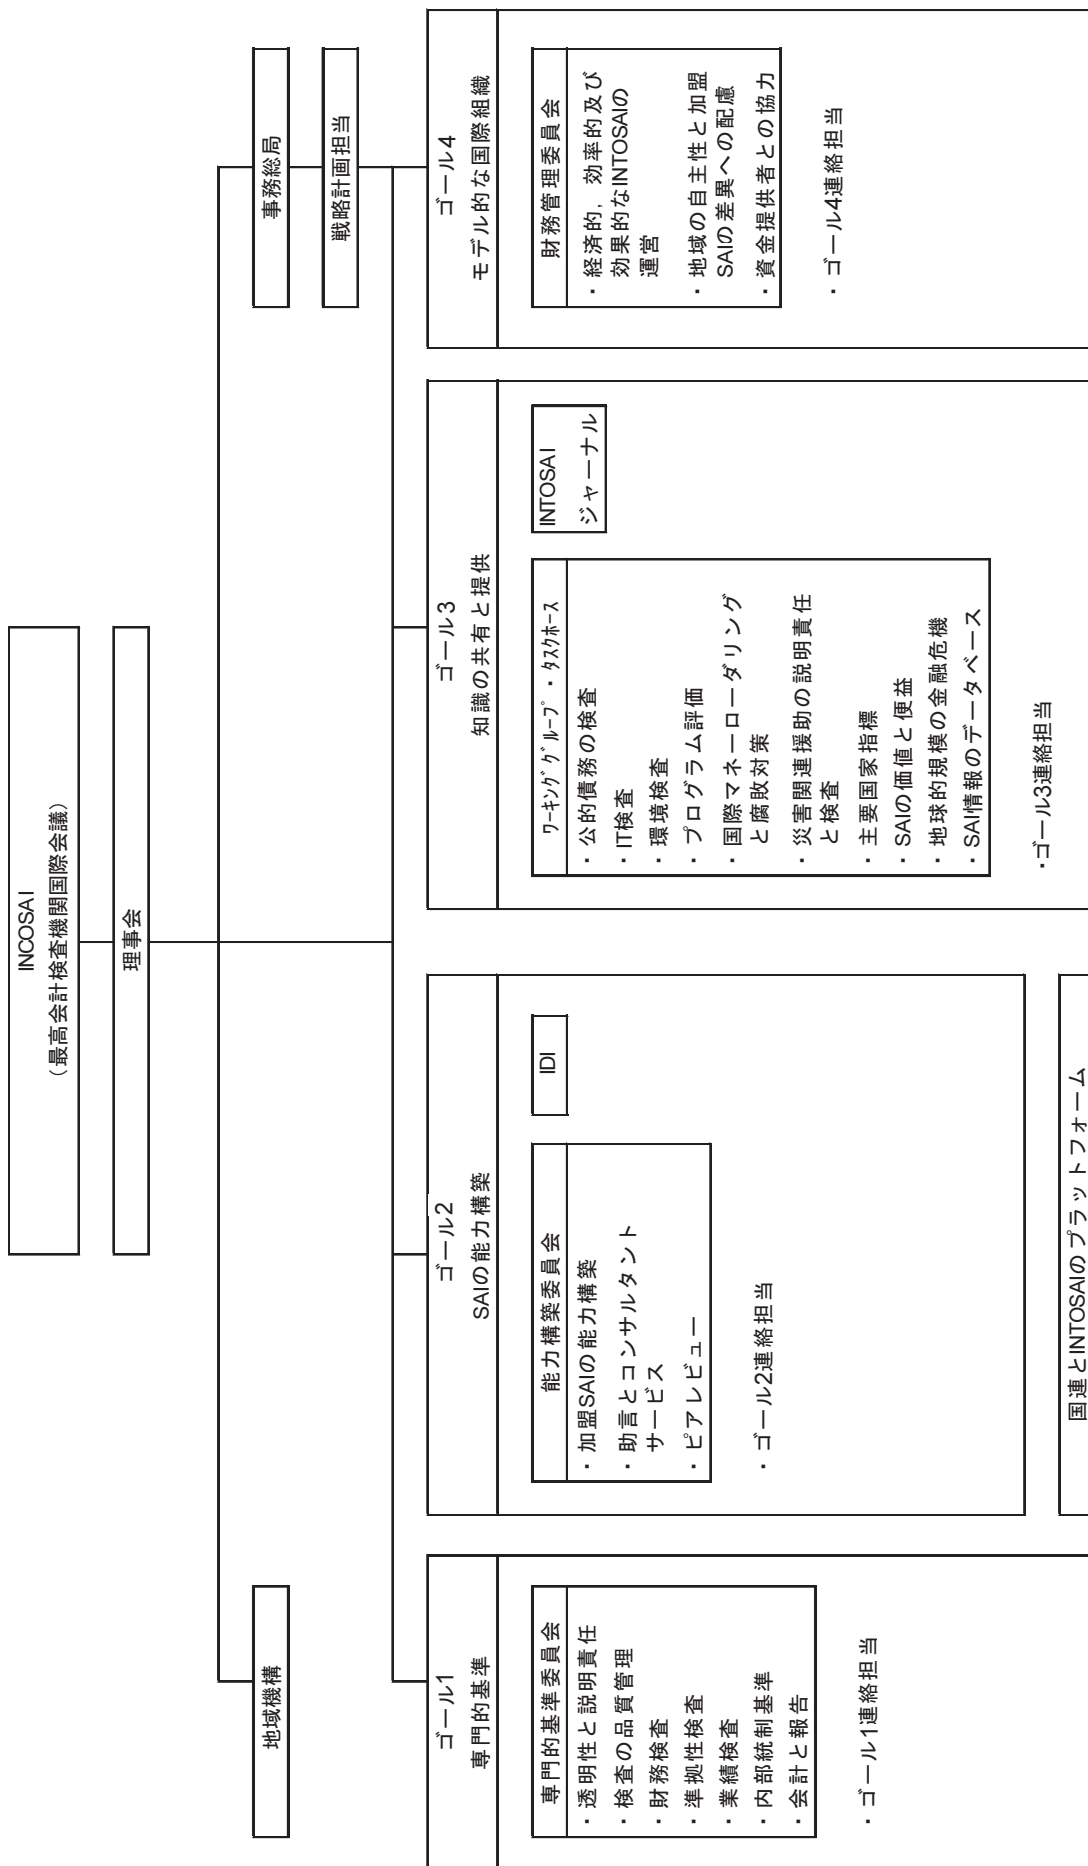 INCOSAI
（最高会計検査機関国際会議）
理事会
地域機構
事務総局
戦略計画担当
ゴール1
専門的基準
専門的基準委員会
・透明性と説明責任
・検査の品質管理
・財務検査
・準拠性検査
・業績検査
・内部統制基準
・会計と報告
・ゴール1連絡担当
ゴール2
SAIの能力構築
能力構築委員会
・加盟SAIの能力構築
・助言とコンサルタント
サービス
・ピアレビュー
・ゴール2連絡担当
IDI
国連とINTOSAIのプラットフォーム
ゴール3
知識の共有と提供
ワーキンググループ・タスクホース
・公的債務の検査
・IT検査
・環境検査
・プログラム評価
・国際マネーローダリング
と腐敗対策
・災害関連援助の説明責任
と検査
・主要国家指標
・SAIの価値と便益
・地球的規模の金融危機
・SAI情報のデータベース
・ゴール3連絡担当
INTOSAI
ジャーナル
ゴール4
モデル的な国際組織
財務管理委員会
・経済的，効率的及び
効果的なINTOSAIの
運営
・地域の自主性と加盟
SAIの差異への配慮
・資金提供者との協力
・ゴール4連絡担当